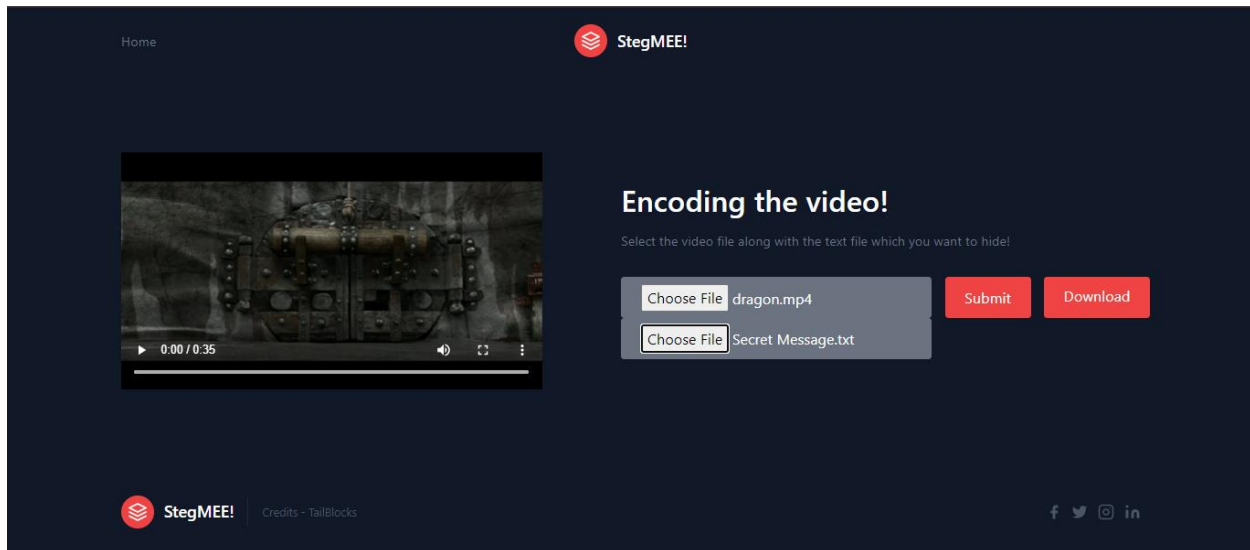 Home
StegMEE!
Encoding the video!
Select the video file along with the text file which you want to hide!
Choose File dragon.mp4
Submit
Download
Choose File Secret Message.txt
0:00 / 0:35
StegMEE!
Credits - TailBlocks